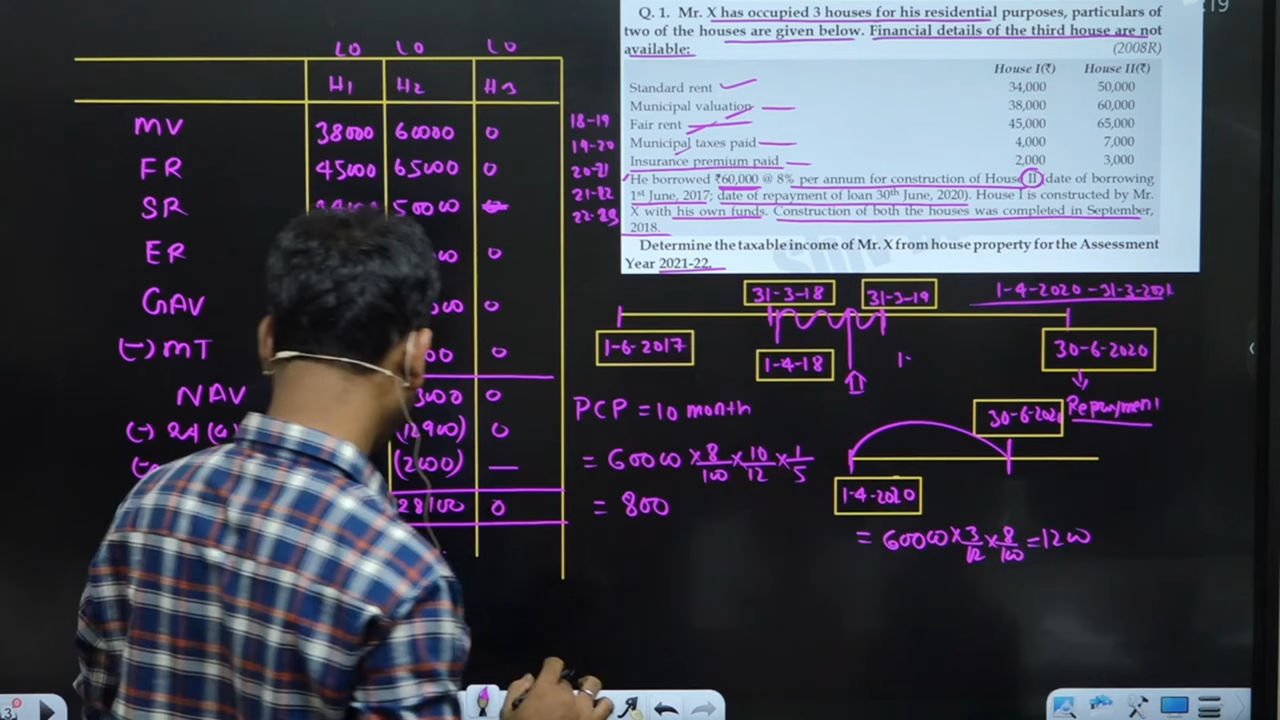 19
Q. 1. Mr. X has occupied 3 houses for his residential purposes, particulars of
two of the houses are given below. Financial details of the third house are not
available: (2008R)
House I(₹) House II(₹)
Standard rent 34,000 50,000
Municipal valuation 38,000 60,000
Fair rent 45,000 65,000
Municipal taxes paid 4,000 7,000
Insurance premium paid 2,000 3,000
He borrowed ₹60,000 @ 8% per annum for construction of House II (date of borrowing
1st June, 2017; date of repayment of loan 30th June, 2020). House I is constructed by Mr.
X with his own funds. Construction of both the houses was completed in September,
2018.
Determine the taxable income of Mr. X from house property for the Assessment
Year 2021-22.
LO LO LO
H1 H2 H3
MV 38000 60000 0
FR 45000 65000 0
SR 50000
ER 0
GAV 0
(-) MT 0
NAV 0
(-) 24(a) (12900) 0
(2000) —
28100 0
18-19
19-20
20-21
21-22
22-23
31-3-18 31-3-19 1-4-2020 - 31-3-2021
1-6-2017 1-4-18 1- 30-6-2020
Repayment
PCP = 10 month
= 60000 × 8/100 × 10/12 × 1/5
= 800
30-6-202
1-4-2020
= 60000 × 3/12 × 8/100 = 1200